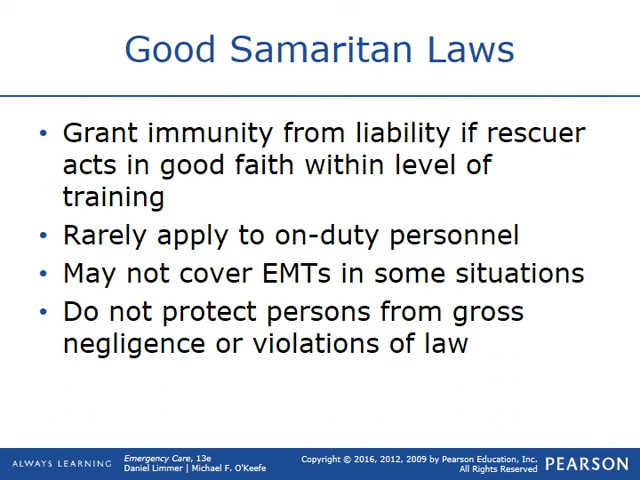 Good Samaritan Laws
• Grant immunity from liability if rescuer
acts in good faith within level of
training
• Rarely apply to on-duty personnel
• May not cover EMTs in some situations
• Do not protect persons from gross
negligence or violations of law
ALWAYS LEARNING
Emergency Care, 13e
Daniel Limmer | Michael F. O'Keefe
Copyright © 2016, 2012, 2009 by Pearson Education, Inc.
All Rights Reserved
PEARSON